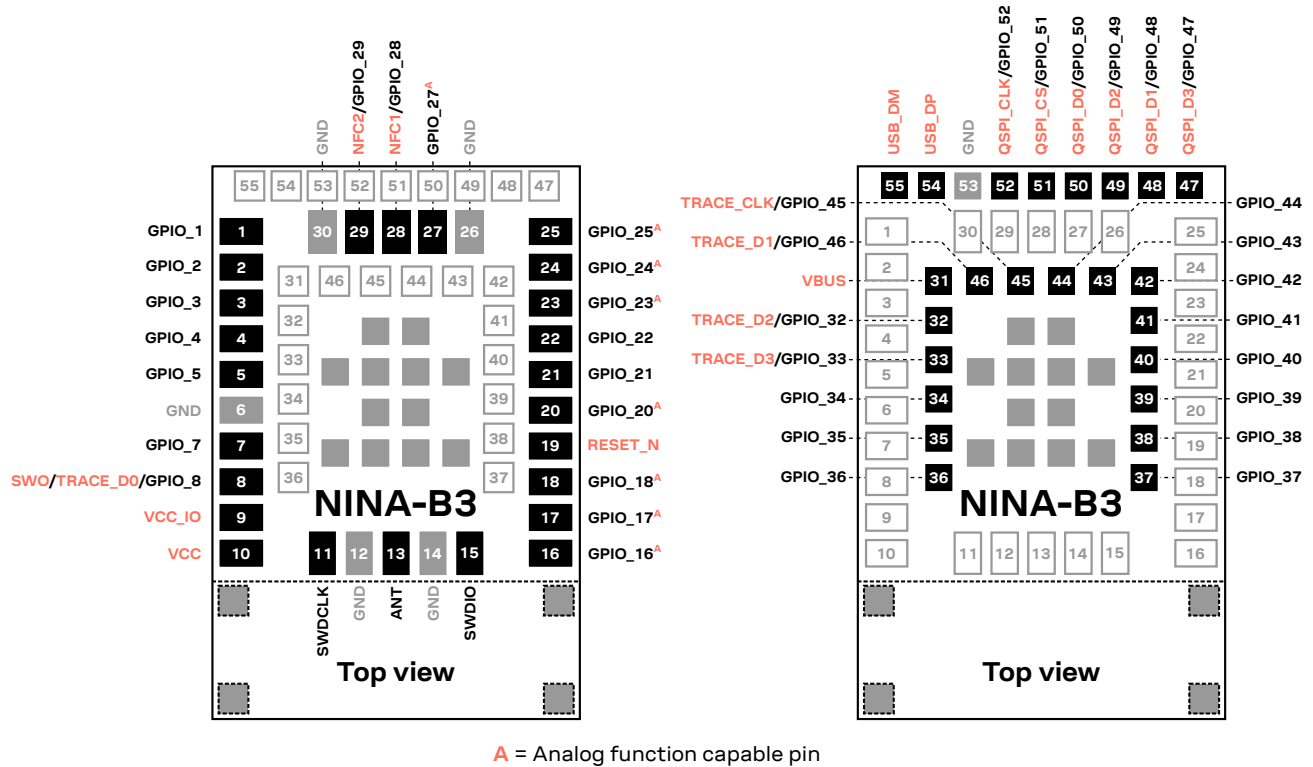 GND
NFC2/GPIO_29
NFC1/GPIO_28
GPIO_27A
GND
55 54 53 52 51 50 49 48 47
30 29 28 27 26
GPIO_1 1 25 GPIO_25A
GPIO_2 2 24 GPIO_24A
31 46 45 44 43 42
GPIO_3 3 23 GPIO_23A
32 41
GPIO_4 4 22 GPIO_22
33 40
GPIO_5 5 21 GPIO_21
34 39
GND 6 20 GPIO_20A
35 38
GPIO_7 7 19 RESET_N
36 37
SWO/TRACE_D0/GPIO_8 8 18 GPIO_18A
NINA-B3
VCC_IO 9 17 GPIO_17A
VCC 10 11 12 13 14 15 16 GPIO_16A
SWDCLK
GND
ANT
GND
SWDIO
Top view
USB_DM
USB_DP
GND
QSPI_CLK/GPIO_52
QSPI_CS/GPIO_51
QSPI_D0/GPIO_50
QSPI_D2/GPIO_49
QSPI_D1/GPIO_48
QSPI_D3/GPIO_47
55 54 53 52 51 50 49 48 47
TRACE_CLK/GPIO_45 GPIO_44
1 30 29 28 27 26 25
TRACE_D1/GPIO_46 GPIO_43
2 24
VBUS 31 46 45 44 43 42 GPIO_42
3 23
TRACE_D2/GPIO_32 32 41 GPIO_41
4 22
TRACE_D3/GPIO_33 33 40 GPIO_40
5 21
GPIO_34 34 39 GPIO_39
6 20
GPIO_35 35 38 GPIO_38
7 19
GPIO_36 36 37 GPIO_37
8 18
NINA-B3
9 17
10 11 12 13 14 15 16
Top view
A = Analog function capable pin